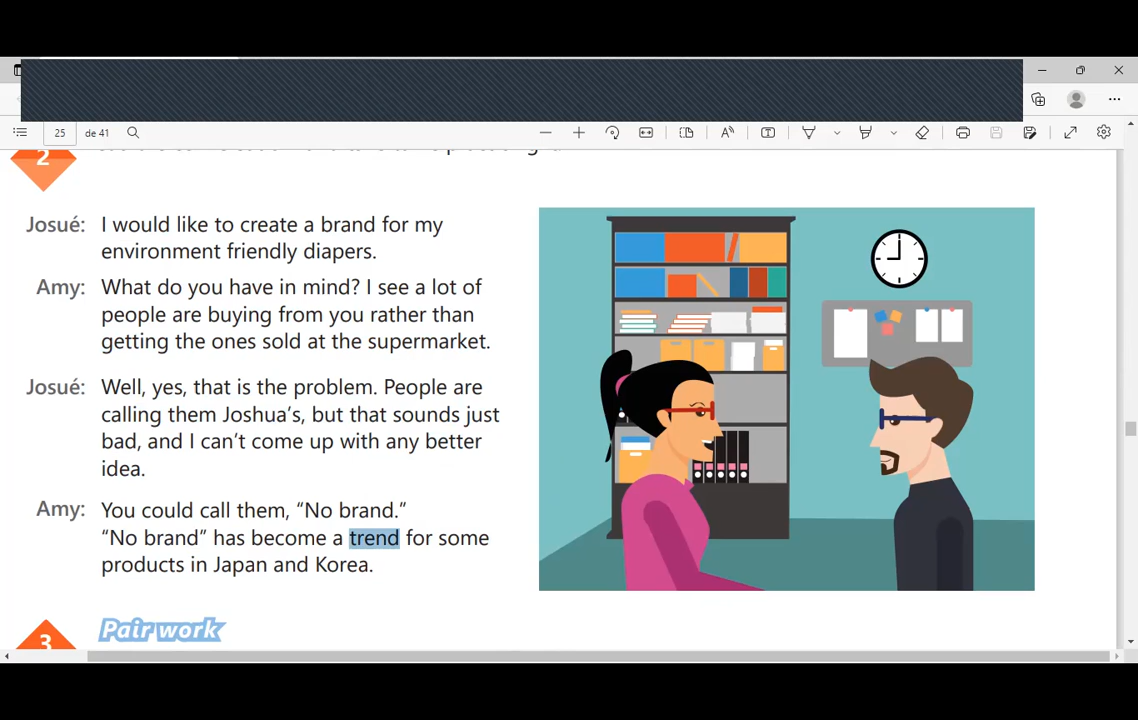 25 de 41
2
Josué: I would like to create a brand for my
environment friendly diapers.
Amy: What do you have in mind? I see a lot of
people are buying from you rather than
getting the ones sold at the supermarket.
Josué: Well, yes, that is the problem. People are
calling them Joshua’s, but that sounds just
bad, and I can’t come up with any better
idea.
Amy: You could call them, “No brand.”
“No brand” has become a trend for some
products in Japan and Korea.
3 Pair work